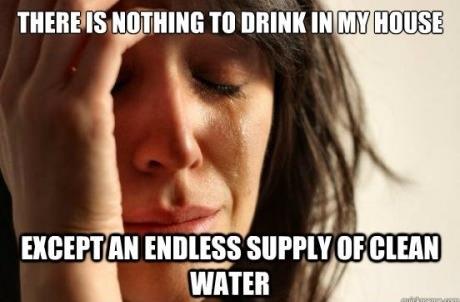 THERE IS NOTHING TO DRINK IN MY HOUSE
EXCEPT AN ENDLESS SUPPLY OF CLEAN
WATER